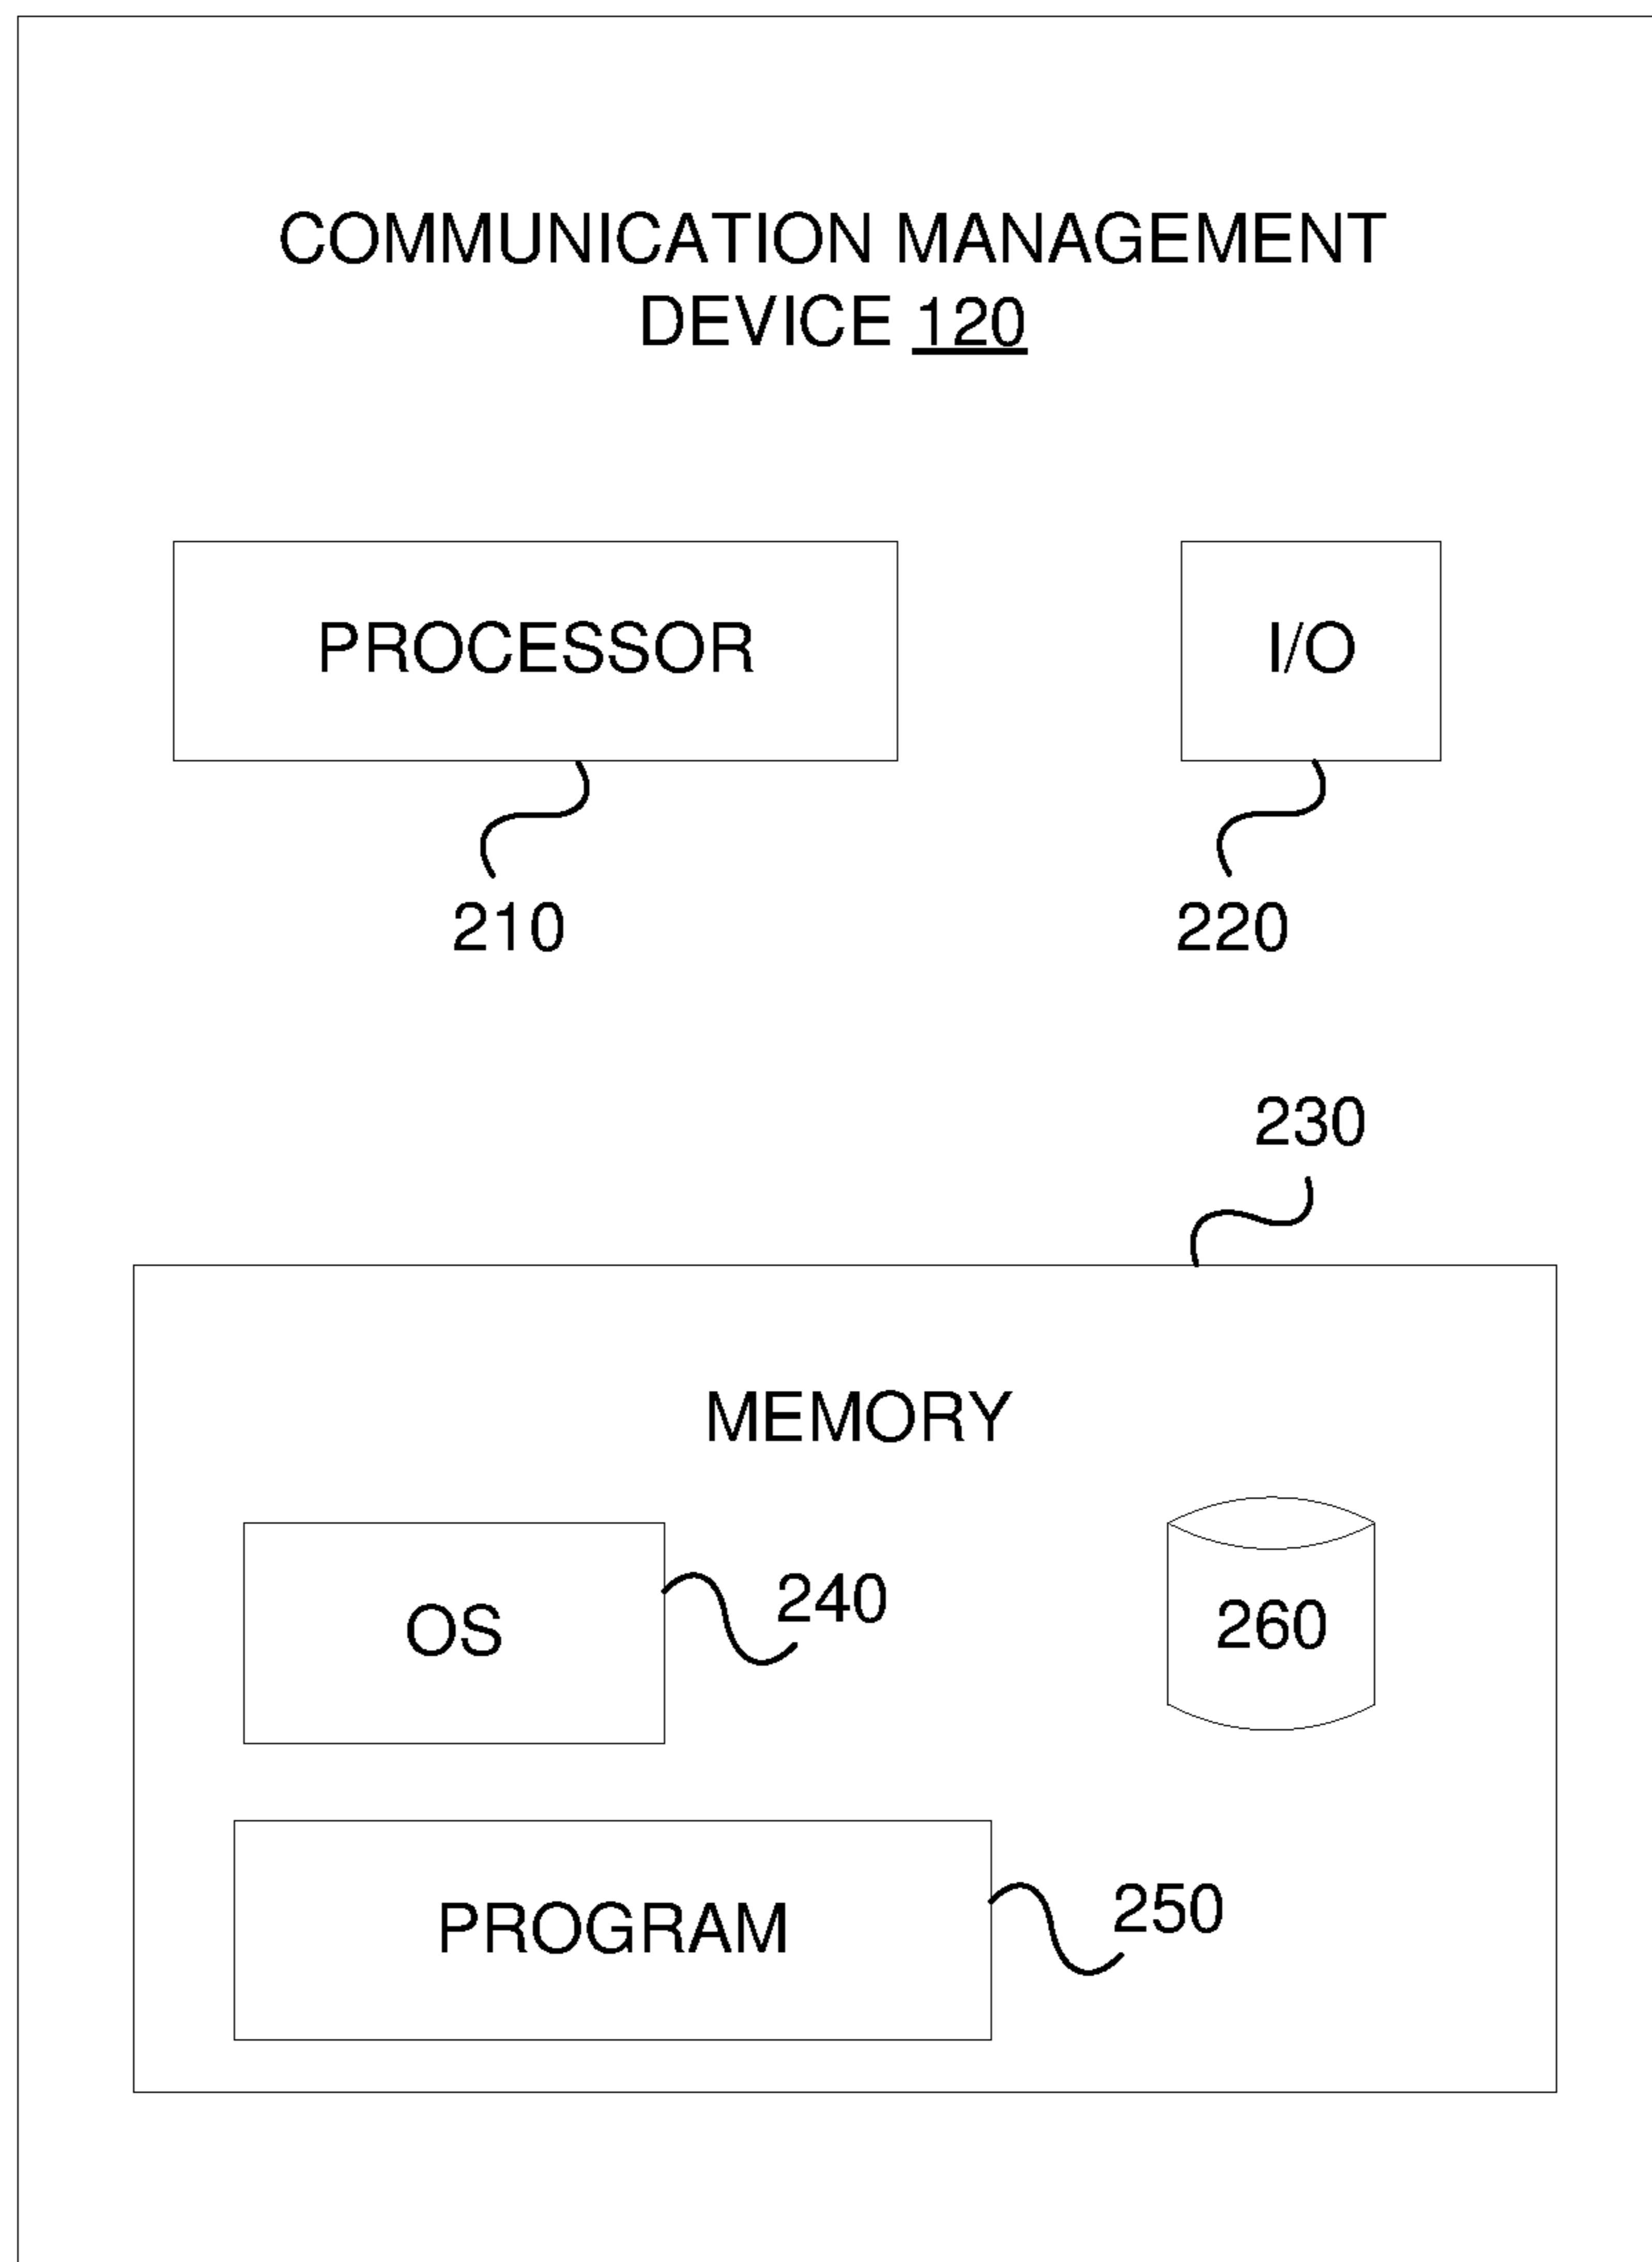 COMMUNICATION MANAGEMENT
DEVICE 120
PROCESSOR
I/O
210
220
230
MEMORY
OS
240
260
PROGRAM
250